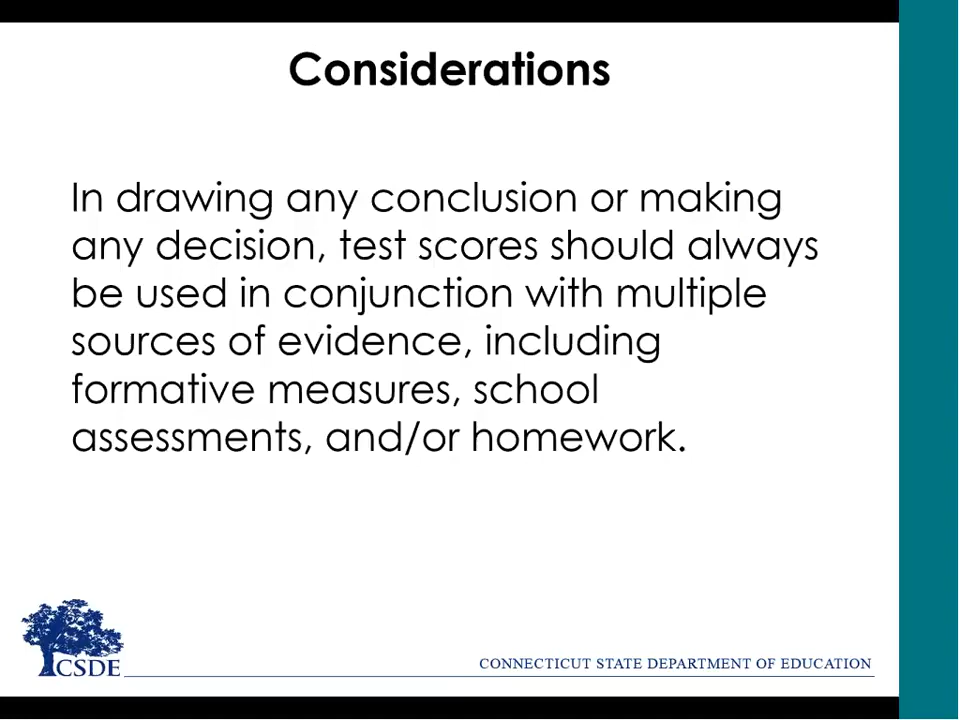 Considerations
In drawing any conclusion or making
any decision, test scores should always
be used in conjunction with multiple
sources of evidence, including
formative measures, school
assessments, and/or homework.
CSDE
CONNECTICUT STATE DEPARTMENT OF EDUCATION